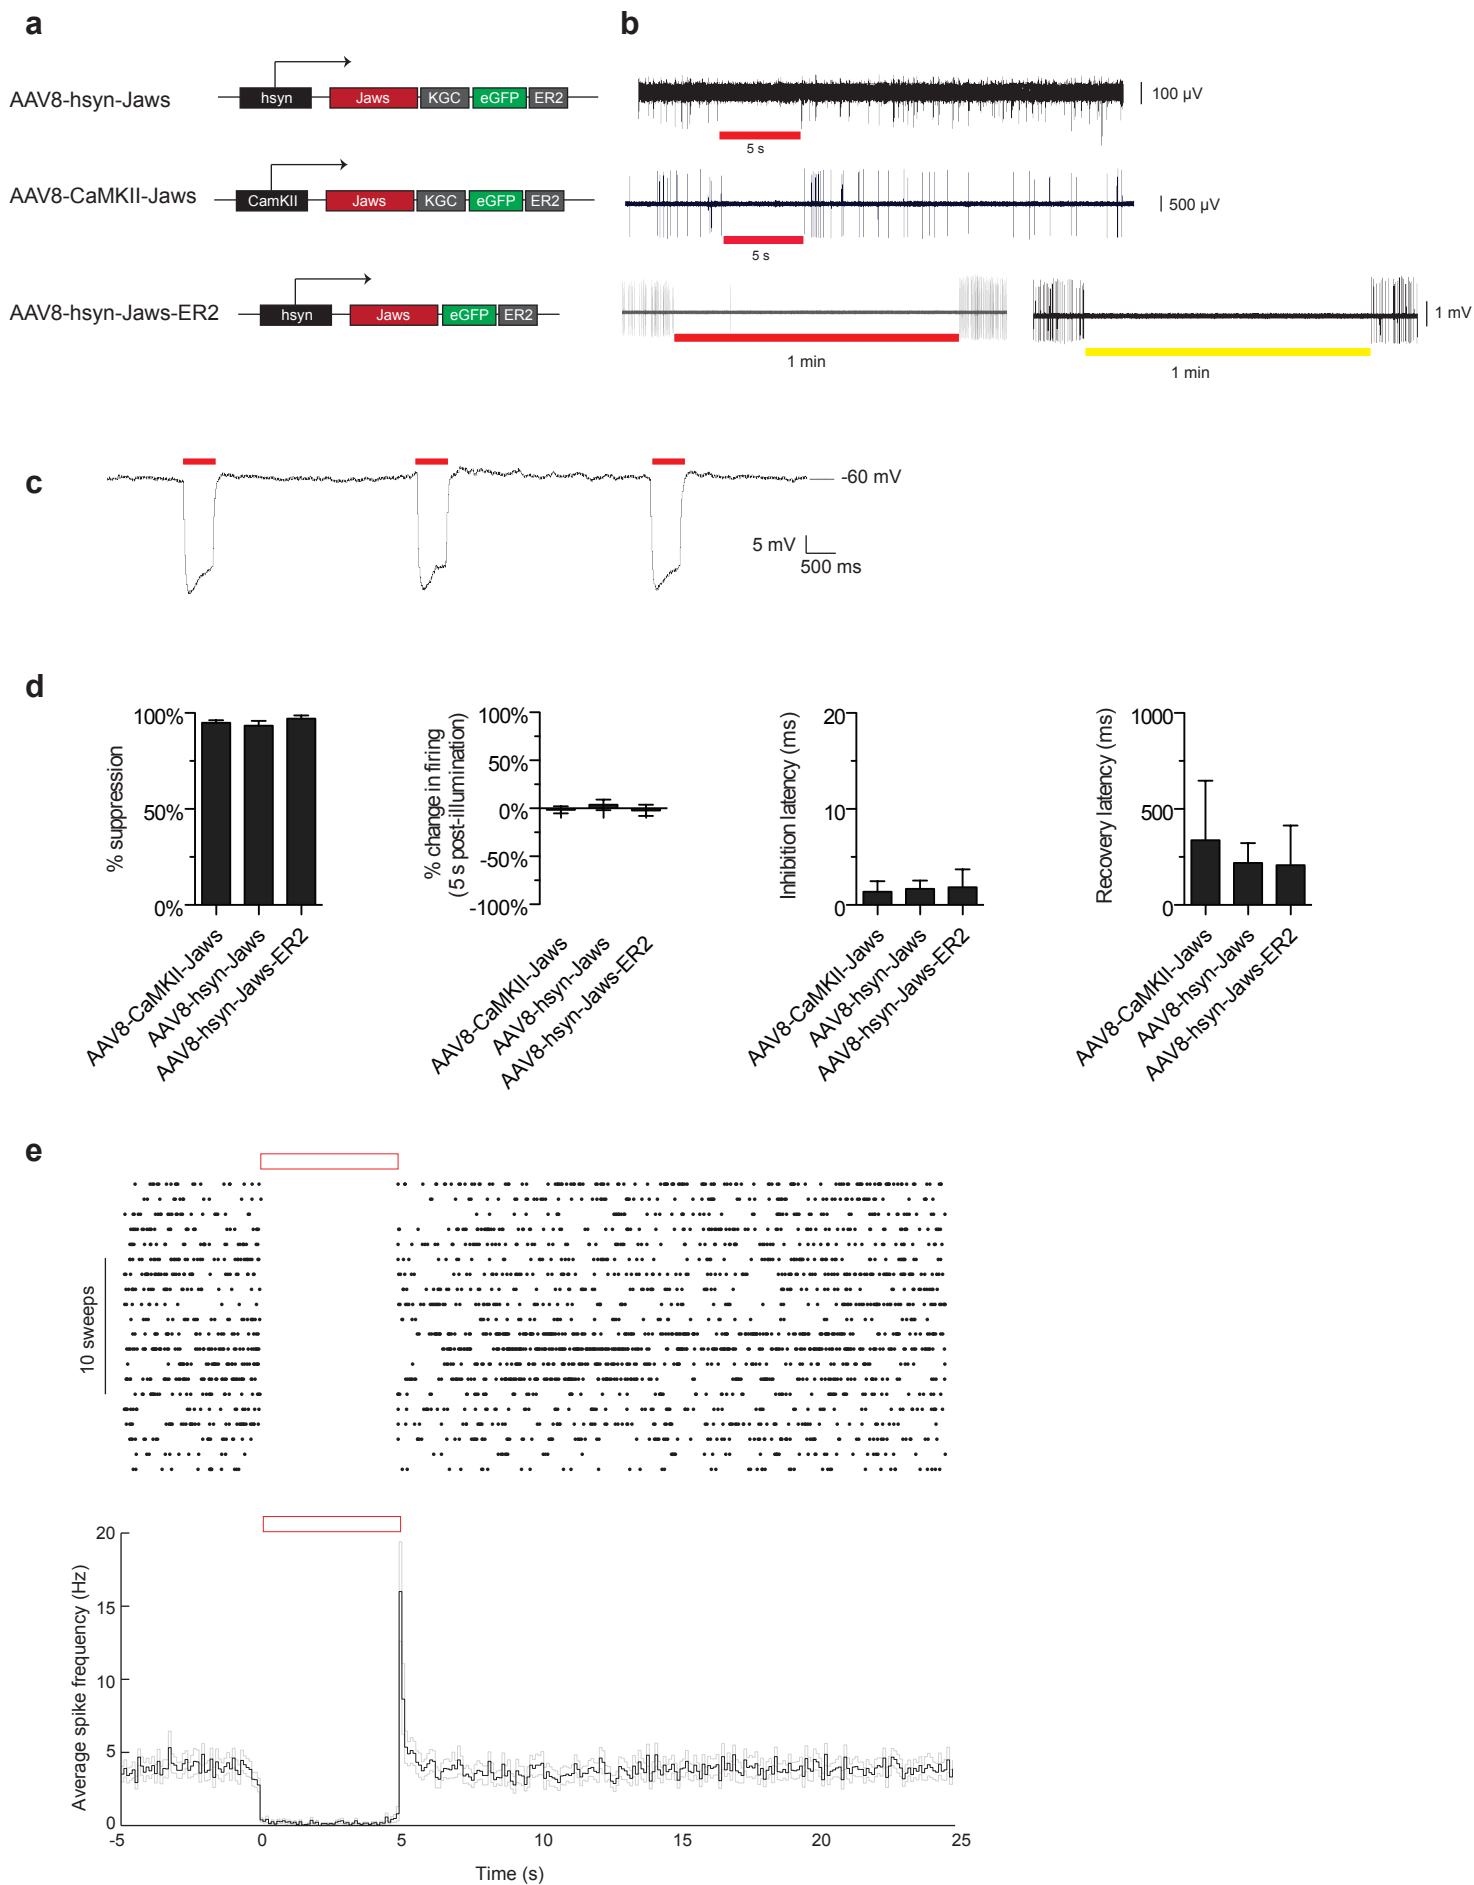 a
AAV8-hsyn-Jaws
hsyn
Jaws
KGC
eGFP
ER2
AAV8-CaMKII-Jaws
CamKII
Jaws
KGC
eGFP
ER2
AAV8-hsyn-Jaws-ER2
hsyn
Jaws
eGFP
ER2
b
100 µV
5 s
500 µV
5 s
1 min
1 mV
1 min
c
-60 mV
5 mV
500 ms
d
% suppression
100%
50%
0%
AAV8-CaMKII-Jaws
AAV8-hsyn-Jaws
AAV8-hsyn-Jaws-ER2
% change in firing
(5 s post-illumination)
100%
50%
0%
-50%
-100%
AAV8-CaMKII-Jaws
AAV8-hsyn-Jaws
AAV8-hsyn-Jaws-ER2
Inhibition latency (ms)
20
10
0
AAV8-CaMKII-Jaws
AAV8-hsyn-Jaws
AAV8-hsyn-Jaws-ER2
Recovery latency (ms)
1000
500
0
AAV8-CaMKII-Jaws
AAV8-hsyn-Jaws
AAV8-hsyn-Jaws-ER2
e
10 sweeps
Average spike frequency (Hz)
20
15
10
5
0
-5 0 5 10 15 20 25
Time (s)